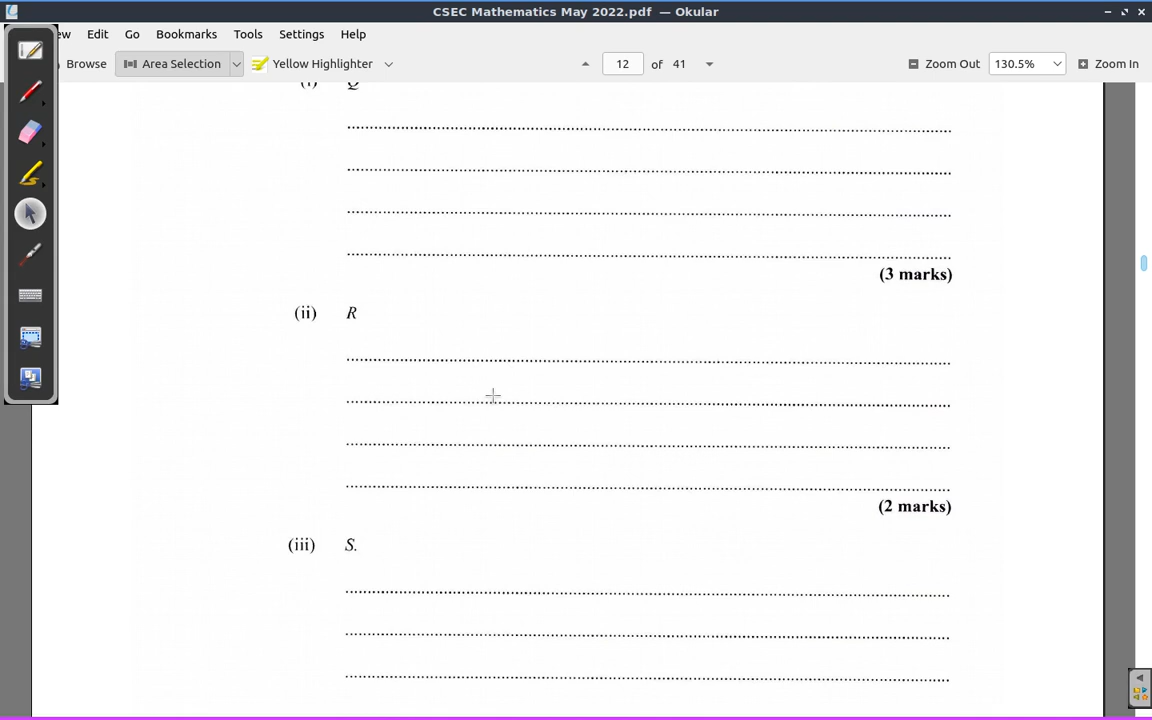 CSEC Mathematics May 2022.pdf — Okular
ew Edit Go Bookmarks Tools Settings Help
Browse Area Selection Yellow Highlighter 12 of 41 Zoom Out 130.5% Zoom In
(i) Q
(3 marks)
(ii) R
(2 marks)
(iii) S.